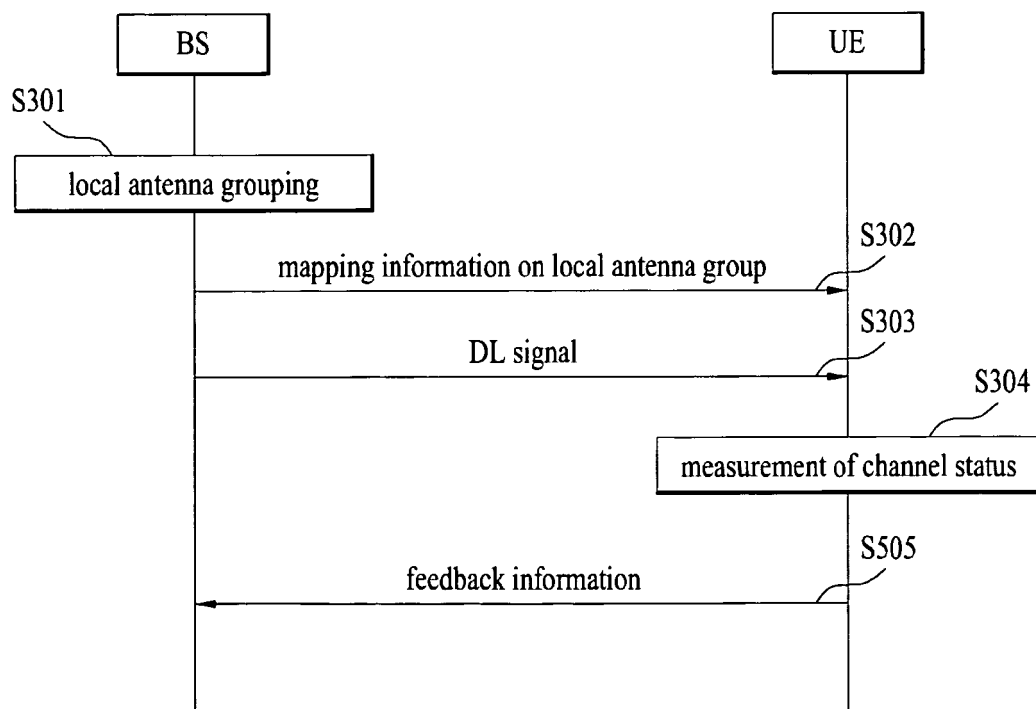 BS
UE
S301
local antenna grouping
S302
mapping information on local antenna group
S303
DL signal
S304
measurement of channel status
S505
feedback information